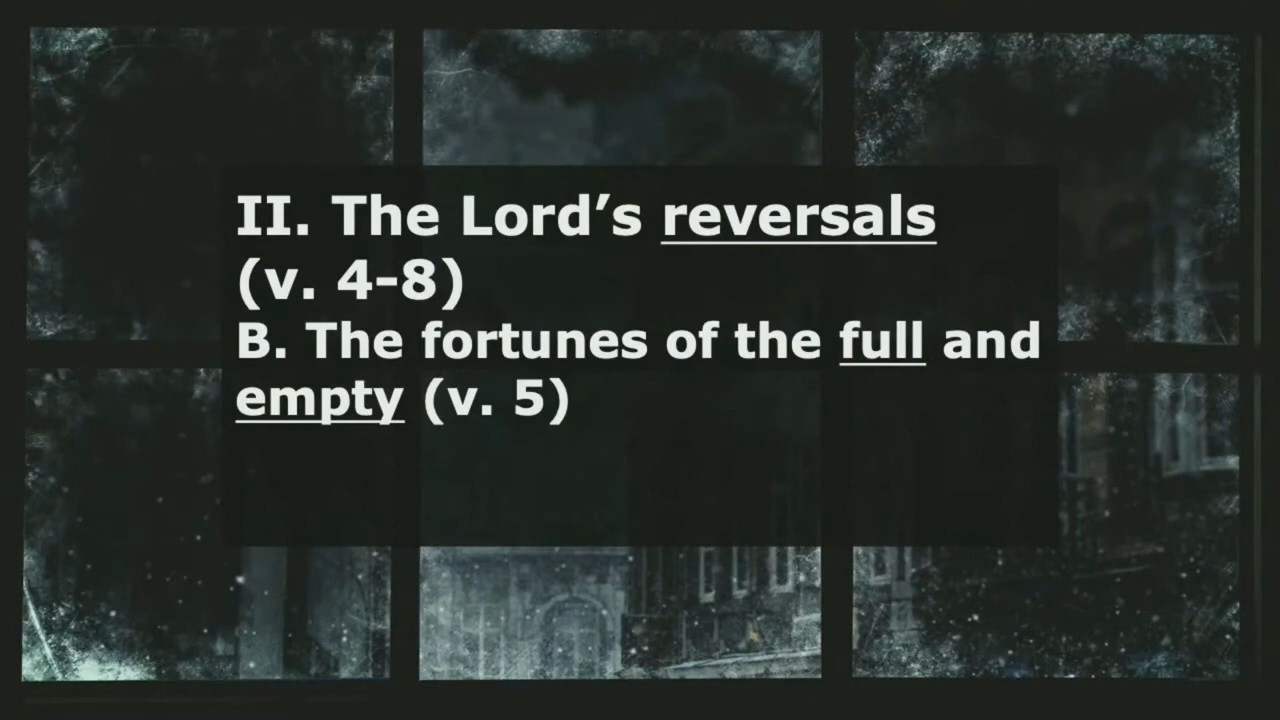 II. The Lord’s reversals
(v. 4-8)
B. The fortunes of the full and
empty (v. 5)